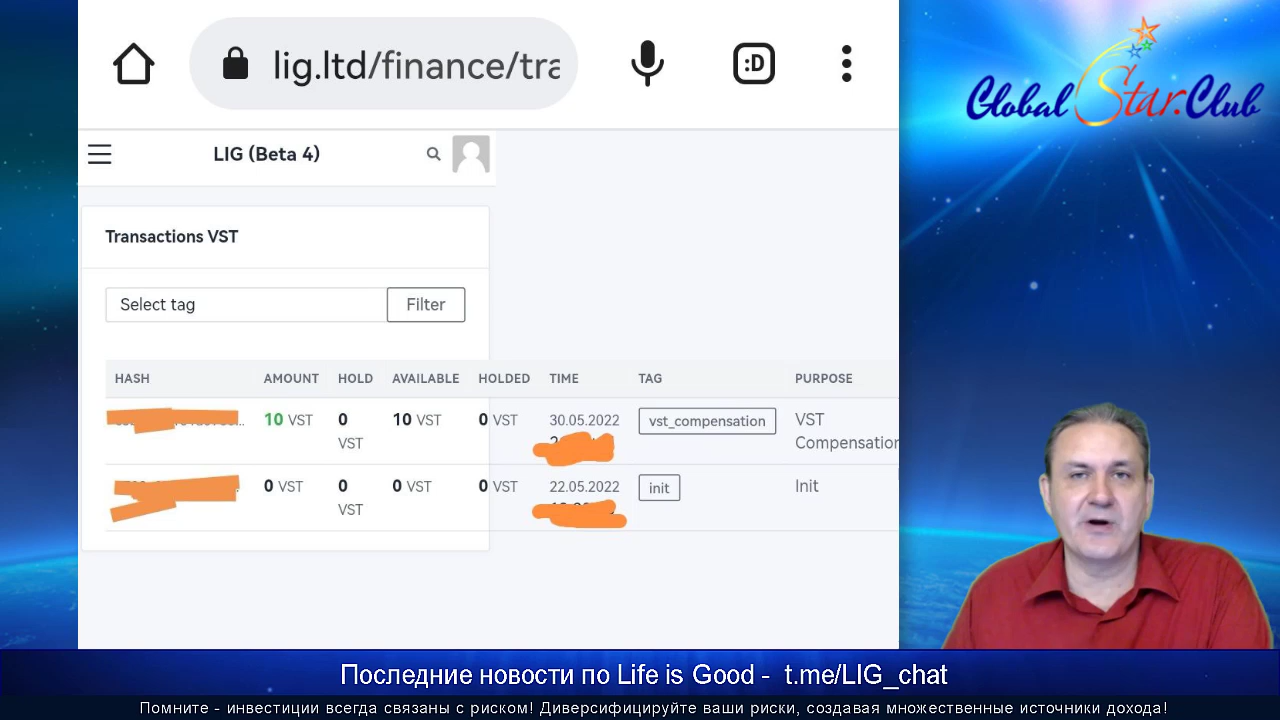 lig.ltd/finance/tra
:D
Global Star.Club
LIG (Beta 4)
Transactions VST
Select tag
Filter
HASH AMOUNT HOLD AVAILABLE HOLDED TIME TAG PURPOSE
10 VST 0 VST 10 VST 0 VST 30.05.2022 vst_compensation VST Compensation
0 VST 0 VST 0 VST 0 VST 22.05.2022 init Init
Последние новости по Life is Good - t.me/LIG_chat
Помните - инвестиции всегда связаны с риском! Диверсифицируйте ваши риски, создавая множественные источники дохода!